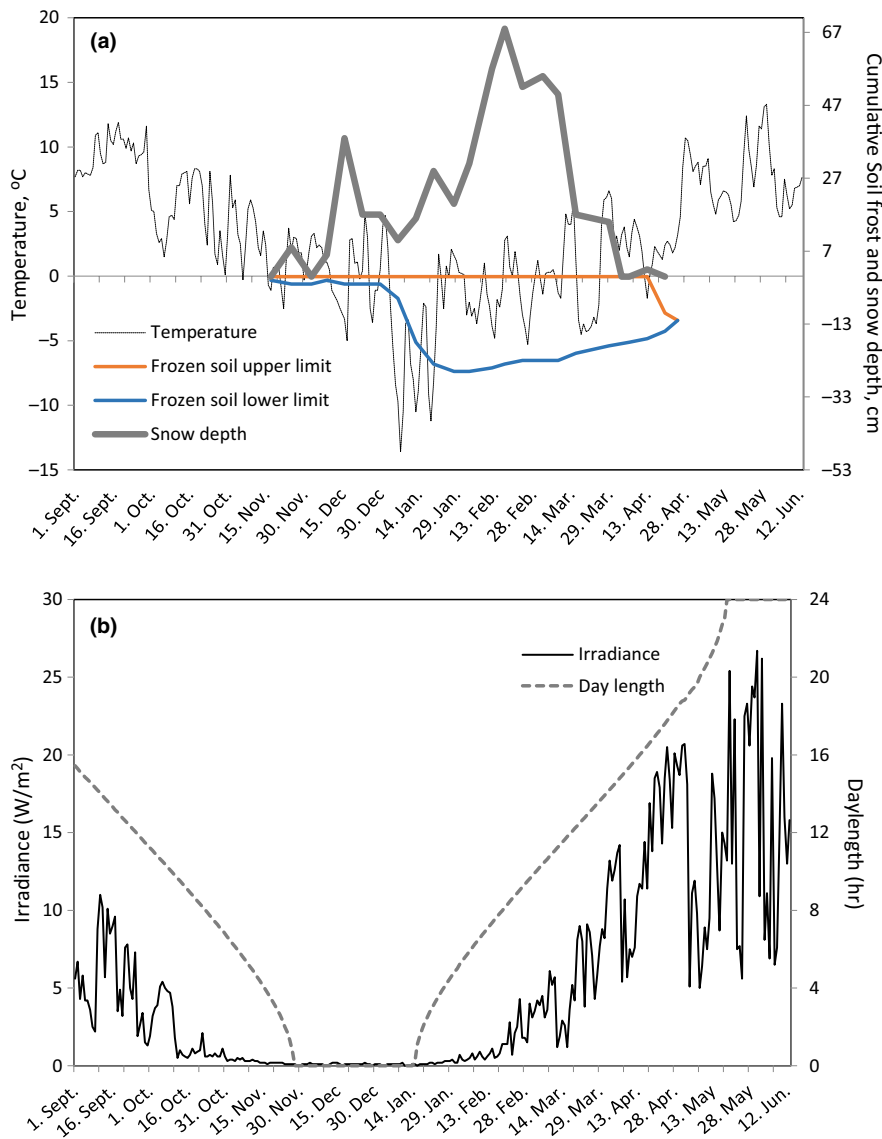 (a)
Temperature, ºC
20
15
10
5
0
−5
−10
−15
67
47
27
7
−13
−33
−53
Cumulative Soil frost and snow depth, cm
Temperature
Frozen soil upper limit
Frozen soil lower limit
Snow depth
1. Sept.
16. Sept.
1. Oct.
16. Oct.
31. Oct.
15. Nov.
30. Nov.
15. Dec
30. Dec
14. Jan.
29. Jan.
13. Feb.
28. Feb.
14. Mar.
29. Mar.
13. Apr.
28. Apr.
13. May
28. May
12. Jun.
(b)
Irradiance (W/m²)
30
25
20
15
10
5
0
24
20
16
12
8
4
0
Daylength (hr)
Irradiance
Day length
1. Sept.
16. Sept.
1. Oct.
16. Oct.
31. Oct.
15. Nov.
30. Nov.
15. Dec
30. Dec
14. Jan.
29. Jan.
13. Feb.
28. Feb.
14. Mar.
29. Mar.
13. Apr.
28. Apr.
13. May
28. May
12. Jun.